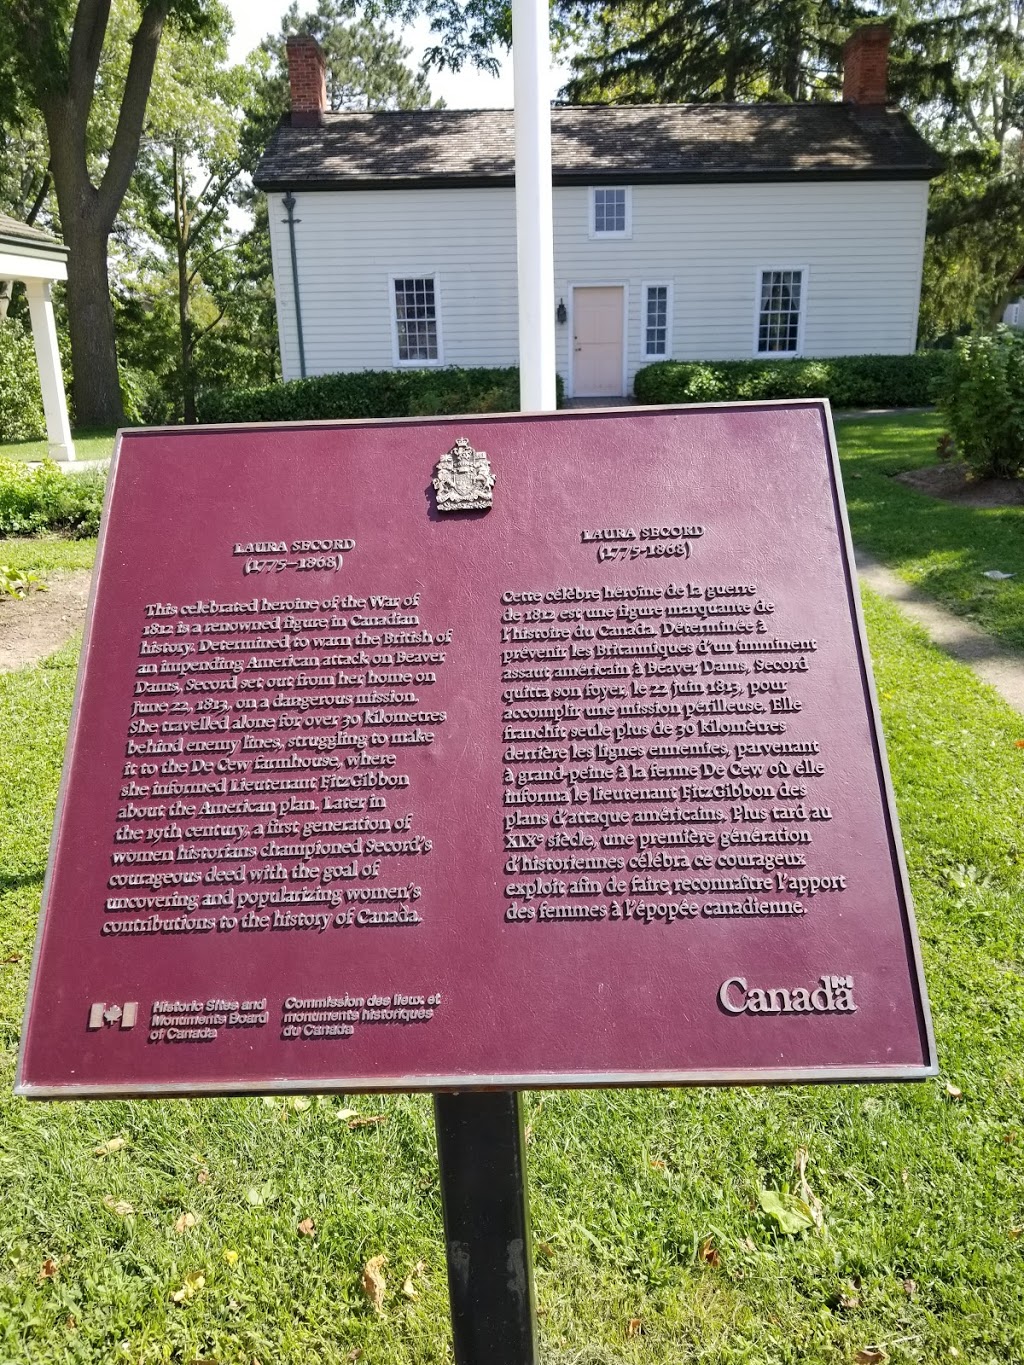 LAURA SECORD
(1775–1868)
This celebrated heroine of the War of
1812 is a renowned figure in Canadian
history. Determined to warn the British of
an impending American attack on Beaver
Dams, Secord set out from her home on
June 22, 1813, on a dangerous mission.
She travelled alone for over 30 kilometres
behind enemy lines, struggling to make
it to the De Cew farmhouse, where
she informed Lieutenant FitzGibbon
about the American plan. Later in
the 19th century, a first generation of
women historians championed Secord's
courageous deed with the goal of
uncovering and popularizing women's
contributions to the history of Canada.
LAURA SECORD
(1775-1868)
Cette célèbre héroïne de la guerre
de 1812 est une figure marquante de
l'histoire du Canada. Déterminée à
prévenir les Britanniques d'un imminent
assaut américain à Beaver Dams, Secord
quitta son foyer, le 22 juin 1813, pour
accomplir une mission périlleuse. Elle
franchit seule plus de 30 kilomètres
derrière les lignes ennemies, parvenant
à grand-peine à la ferme De Cew où elle
informa le lieutenant FitzGibbon des
plans d'attaque américains. Plus tard au
XIXe siècle, une première génération
d'historiennes célébra ce courageux
exploit afin de faire reconnaître l'apport
des femmes à l'épopée canadienne.
Historic Sites and
Monuments Board
of Canada
Commission des lieux et
monuments historiques
du Canada
Canada